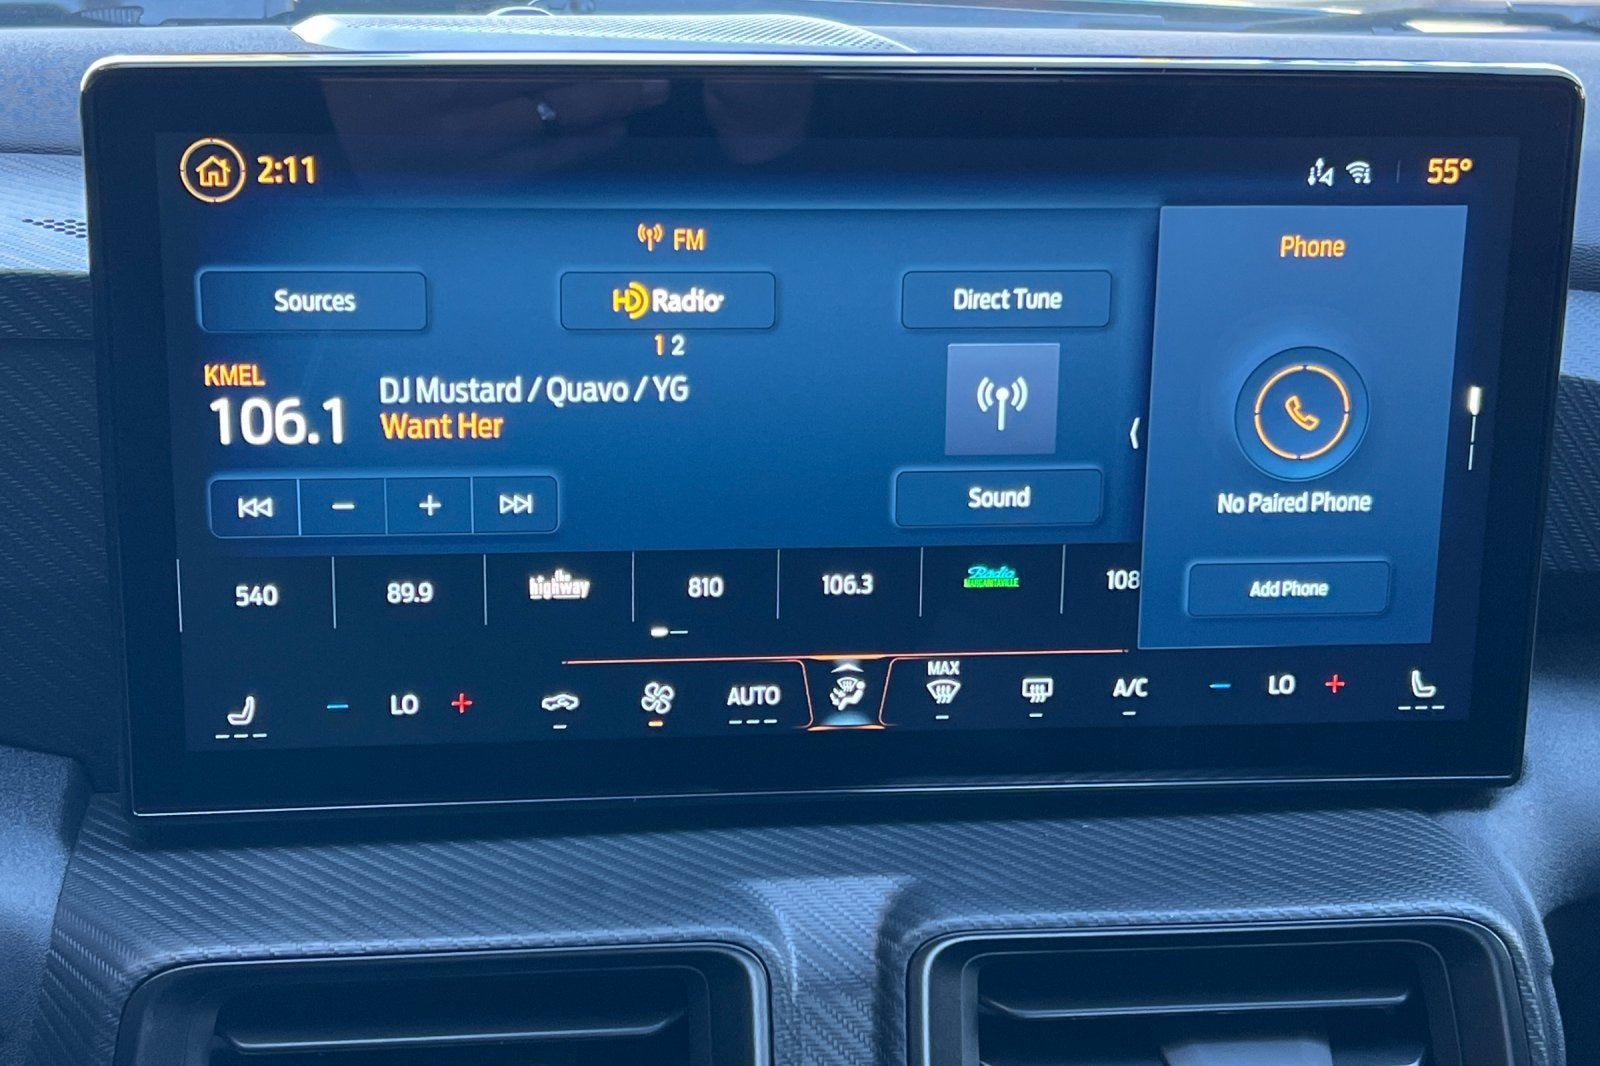 2:11
55°
FM
Phone
Sources
HD Radio
Direct Tune
1 2
KMEL
106.1
DJ Mustard / Quavo / YG
Want Her
Sound
No Paired Phone
Add Phone
540
89.9
the highway
810
106.3
Radio
MARGARITAVILLE
108
LO
AUTO
MAX
A/C
LO